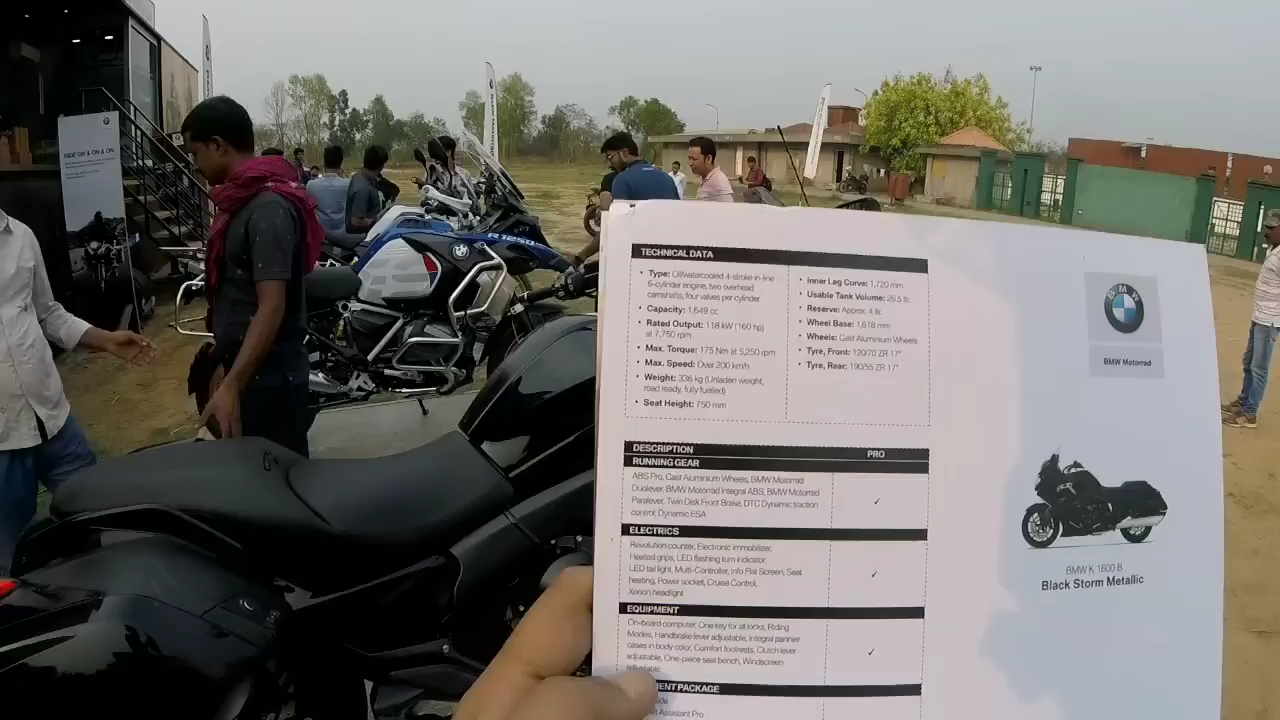 RIDE ON & ON & ON
R 1250
TECHNICAL DATA
• Type: Oil/watercooled 4-stroke in-line
6-cylinder engine, two overhead
camshafts, four valves per cylinder
• Capacity: 1,649 cc
• Rated Output: 118 kW (160 hp)
at 7,750 rpm
• Max. Torque: 175 Nm at 5,250 rpm
• Max. Speed: Over 200 km/h
• Weight: 336 kg (Unladen weight,
road ready, fully fuelled)
• Seat Height: 750 mm
• Inner Leg Curve: 1,720 mm
• Usable Tank Volume: 26.5 ltr.
• Reserve: Approx. 4 ltr.
• Wheel Base: 1,618 mm
• Wheels: Cast Aluminium Wheels
• Tyre, Front: 120/70 ZR 17"
• Tyre, Rear: 190/55 ZR 17"
DESCRIPTION PRO
RUNNING GEAR
ABS Pro, Cast Aluminium Wheels, BMW Motorrad
Duolever, BMW Motorrad Integral ABS, BMW Motorrad
Paralever, Twin Disk Front Brake, DTC Dynamic traction
control, Dynamic ESA
✓
ELECTRICS
Revolution counter, Electronic immobilizer,
Heated grips, LED flashing turn indicator,
LED tail light, Multi-Controller, Info Flat Screen, Seat
heating, Power socket, Cruise Control,
Xenon headlight
✓
EQUIPMENT
On-board computer, One key for all locks, Riding
Modes, Handbrake lever adjustable, Integral pannier
cases in body color, Comfort footrests, Clutch lever
adjustable, One-piece seat bench, Windscreen
adjustable
✓
ENT PACKAGE
Assistant Pro
BMW
BMW Motorrad
BMW K 1600 B
Black Storm Metallic